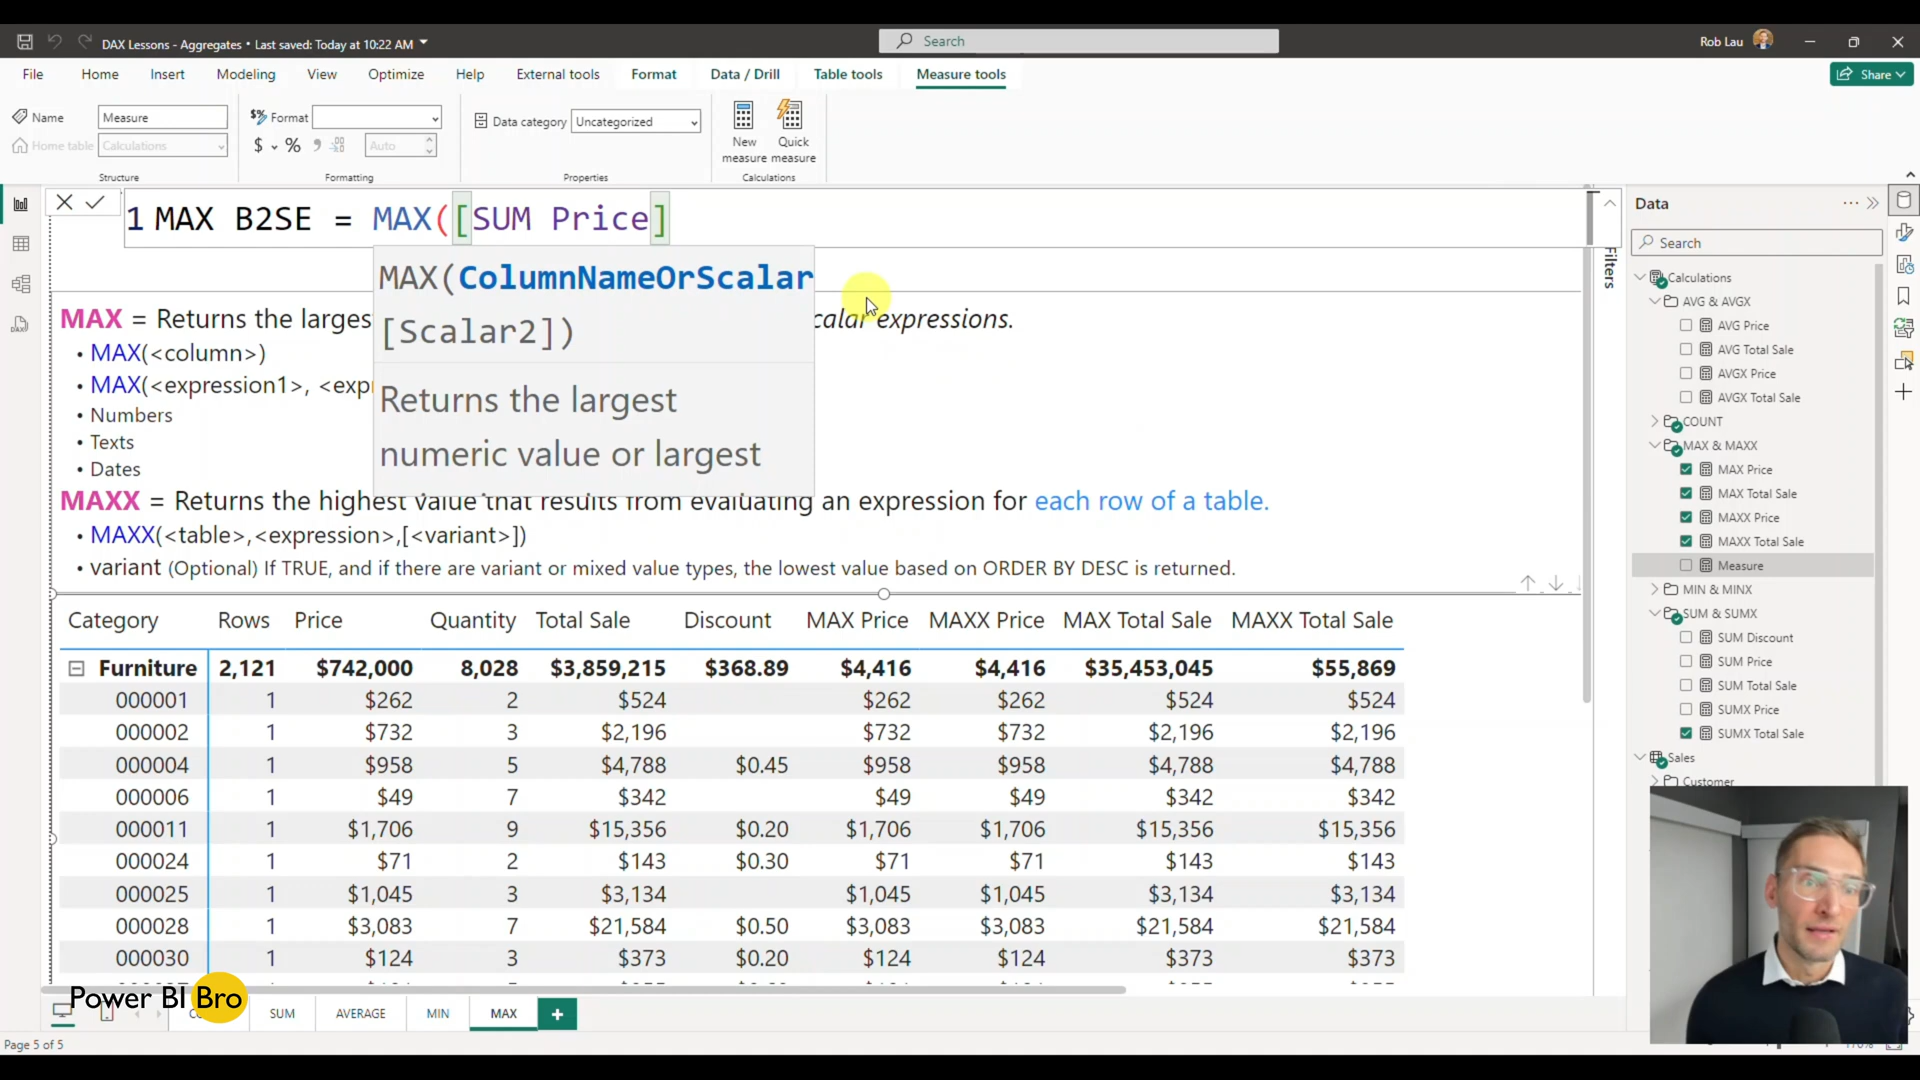 DAX Lessons - Aggregates • Last saved: Today at 10:22 AM
Search
Rob Lau
File
Home
Insert
Modeling
View
Optimize
Help
External tools
Format
Data / Drill
Table tools
Measure tools
Share
Name
Measure
Home table
Calculations
Structure
Format
$ %
Auto
Formatting
Data category
Uncategorized
Properties
New measure
Quick measure
Calculations
1 MAX B2SE = MAX([SUM Price]
MAX(ColumnNameOrScalar
[Scalar2])
Returns the largest
numeric value or largest
MAX = Returns the larges
scalar expressions.
• MAX(<column>)
• MAX(<expression1>, <exp
• Numbers
• Texts
• Dates
MAXX = Returns the highest value that results from evaluating an expression for each row of a table.
• MAXX(<table>,<expression>,[<variant>])
• variant (Optional) If TRUE, and if there are variant or mixed value types, the lowest value based on ORDER BY DESC is returned.
Category Rows Price Quantity Total Sale Discount MAX Price MAXX Price MAX Total Sale MAXX Total Sale
Furniture 2,121 $742,000 8,028 $3,859,215 $368.89 $4,416 $4,416 $35,453,045 $55,869
000001 1 $262 2 $524 $262 $262 $524 $524
000002 1 $732 3 $2,196 $732 $732 $2,196 $2,196
000004 1 $958 5 $4,788 $0.45 $958 $958 $4,788 $4,788
000006 1 $49 7 $342 $49 $49 $342 $342
000011 1 $1,706 9 $15,356 $0.20 $1,706 $1,706 $15,356 $15,356
000024 1 $71 2 $143 $0.30 $71 $71 $143 $143
000025 1 $1,045 3 $3,134 $1,045 $1,045 $3,134 $3,134
000028 1 $3,083 7 $21,584 $0.50 $3,083 $3,083 $21,584 $21,584
000030 1 $124 3 $373 $0.20 $124 $124 $373 $373
Filters
Data
Search
Calculations
AVG & AVGX
AVG Price
AVG Total Sale
AVGX Price
AVGX Total Sale
COUNT
MAX & MAXX
MAX Price
MAX Total Sale
MAXX Price
MAXX Total Sale
Measure
MIN & MINX
SUM & SUMX
SUM Discount
SUM Price
SUM Total Sale
SUMX Price
SUMX Total Sale
Sales
Customer
Power BI Bro
SUM
AVERAGE
MIN
MAX
Page 5 of 5